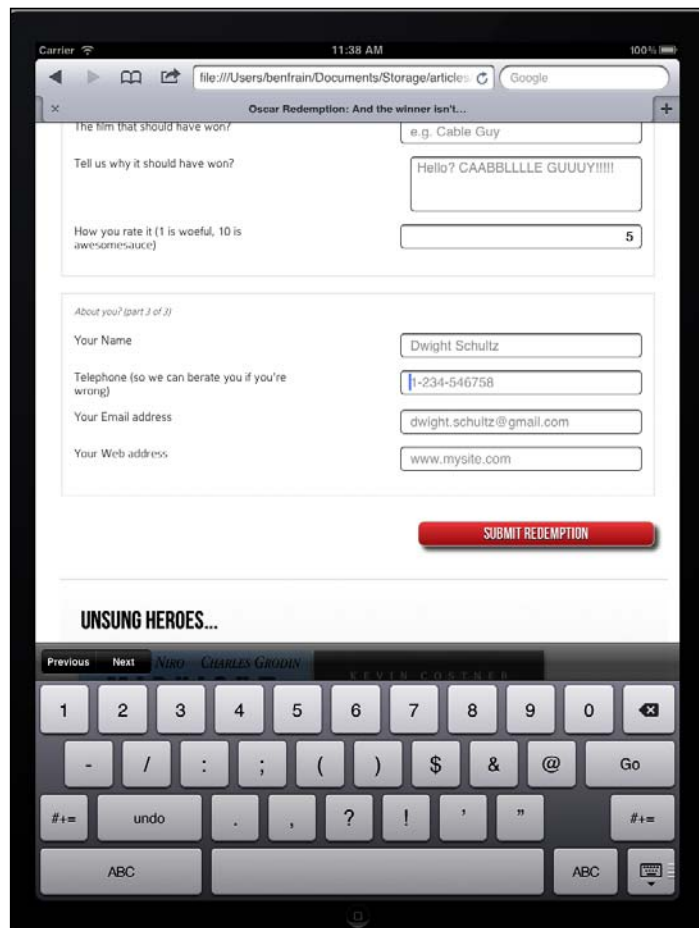 Carrier 11:38 AM 100%
file:///Users/benfrain/Documents/Storage/articles Google
Oscar Redemption: And the winner isn't...
The film that should have won? e.g. Cable Guy
Tell us why it should have won? Hello? CAABBLLLLE GUUUY!!!!!
How you rate it (1 is woeful, 10 is
awesomesauce)
5
About you? (part 3 of 3)
Your Name Dwight Schultz
Telephone (so we can berate you if you're
wrong)
1-234-546758
Your Email address dwight.schultz@gmail.com
Your Web address www.mysite.com
SUBMIT REDEMPTION
UNSUNG HEROES...
Previous Next NIRO CHARLES GRODIN
KEVIN COSTNER
1 2 3 4 5 6 7 8 9 0
- / : ; ( ) $ & @ Go
#+= undo . , ? ! ' " #+=
ABC ABC